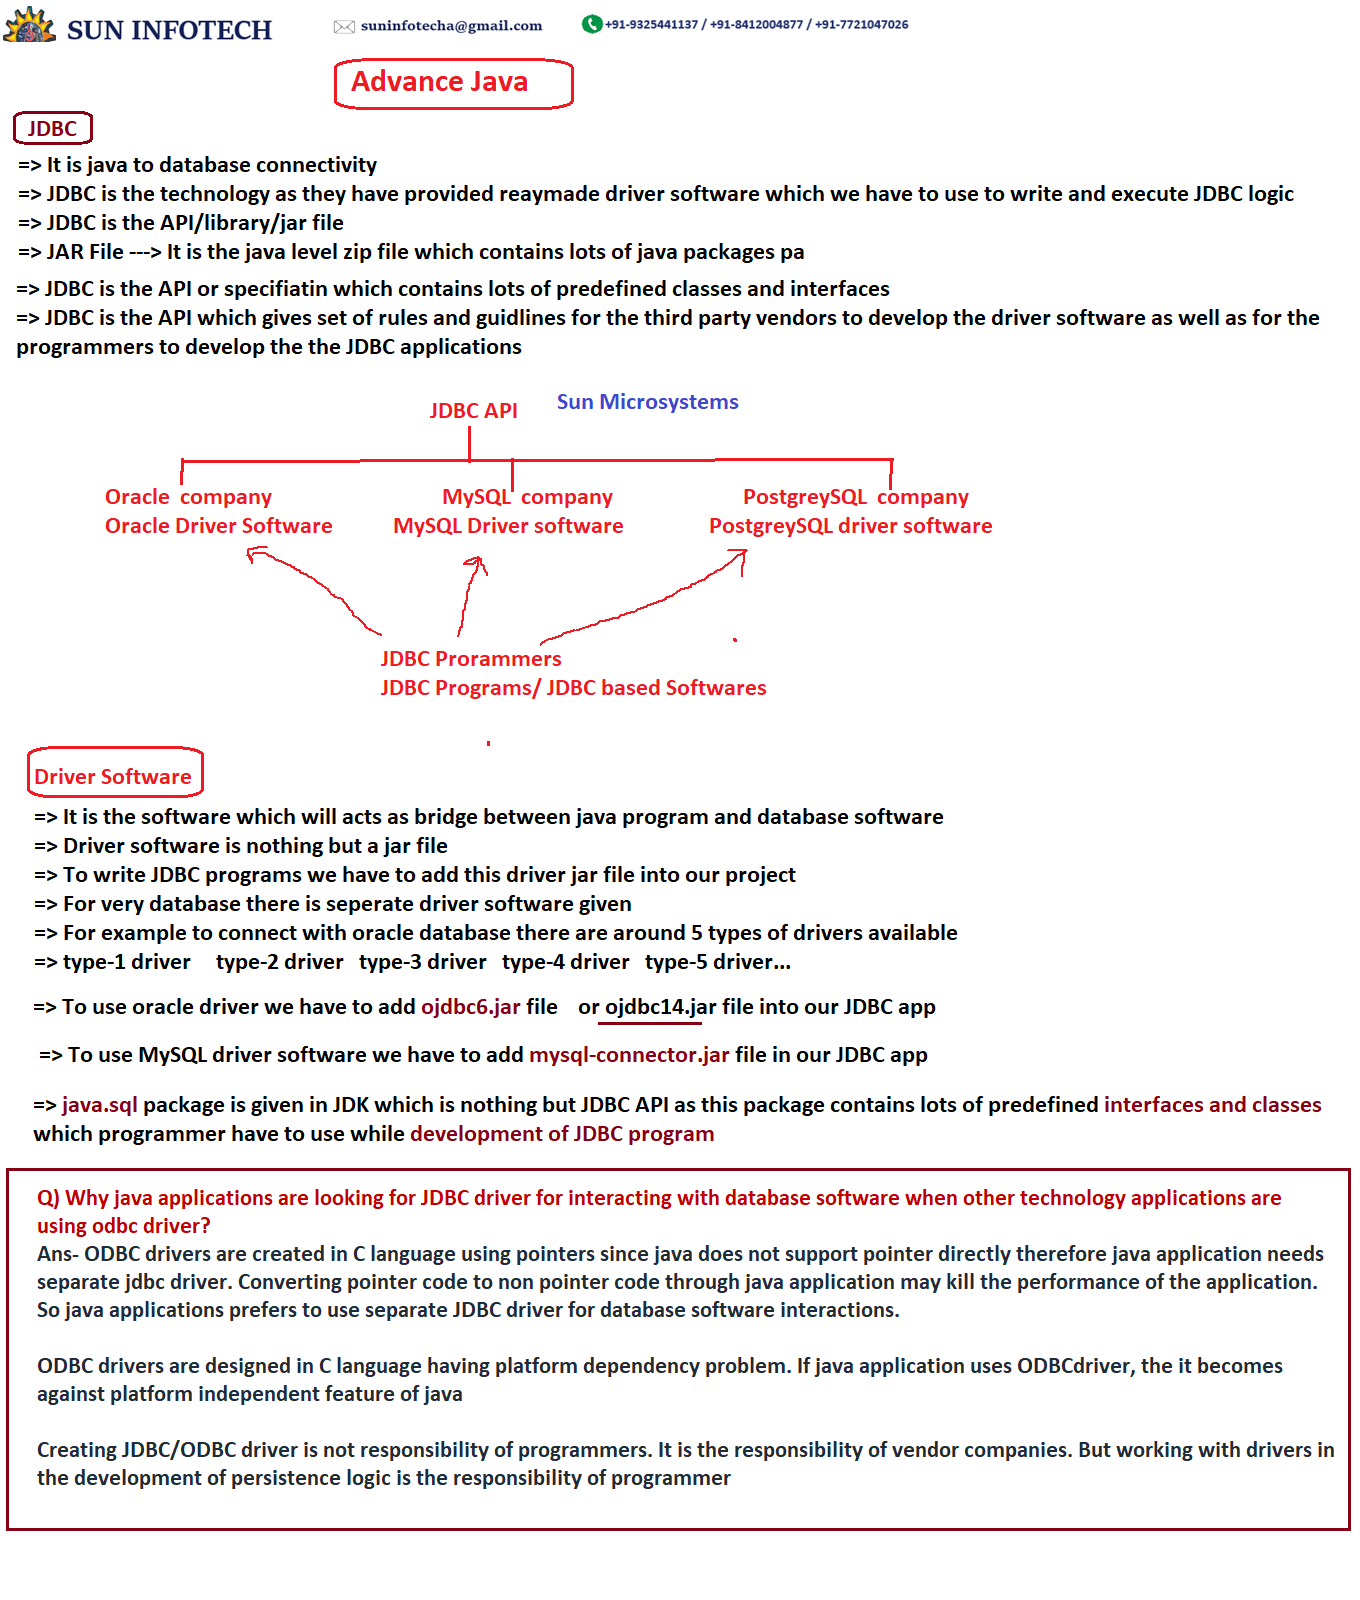 SUN INFOTECH
suninfotecha@gmail.com
+91-9325441137 / +91-8412004877 / +91-7721047026
Advance Java
JDBC
=> It is java to database connectivity
=> JDBC is the technology as they have provided reaymade driver software which we have to use to write and execute JDBC logic
=> JDBC is the API/library/jar file
=> JAR File ---> It is the java level zip file which contains lots of java packages pa
=> JDBC is the API or specifiatin which contains lots of predefined classes and interfaces
=> JDBC is the API which gives set of rules and guidlines for the third party vendors to develop the driver software as well as for the
programmers to develop the the JDBC applications
JDBC API Sun Microsystems
Oracle company MySQL company PostgreySQL company
Oracle Driver Software MySQL Driver software PostgreySQL driver software
JDBC Prorammers
JDBC Programs/ JDBC based Softwares
Driver Software
=> It is the software which will acts as bridge between java program and database software
=> Driver software is nothing but a jar file
=> To write JDBC programs we have to add this driver jar file into our project
=> For very database there is seperate driver software given
=> For example to connect with oracle database there are around 5 types of drivers available
=> type-1 driver type-2 driver type-3 driver type-4 driver type-5 driver...
=> To use oracle driver we have to add ojdbc6.jar file or ojdbc14.jar file into our JDBC app
=> To use MySQL driver software we have to add mysql-connector.jar file in our JDBC app
=> java.sql package is given in JDK which is nothing but JDBC API as this package contains lots of predefined interfaces and classes
which programmer have to use while development of JDBC program
Q) Why java applications are looking for JDBC driver for interacting with database software when other technology applications are
using odbc driver?
Ans- ODBC drivers are created in C language using pointers since java does not support pointer directly therefore java application needs
separate jdbc driver. Converting pointer code to non pointer code through java application may kill the performance of the application.
So java applications prefers to use separate JDBC driver for database software interactions.
ODBC drivers are designed in C language having platform dependency problem. If java application uses ODBCdriver, the it becomes
against platform independent feature of java
Creating JDBC/ODBC driver is not responsibility of programmers. It is the responsibility of vendor companies. But working with drivers in
the development of persistence logic is the responsibility of programmer